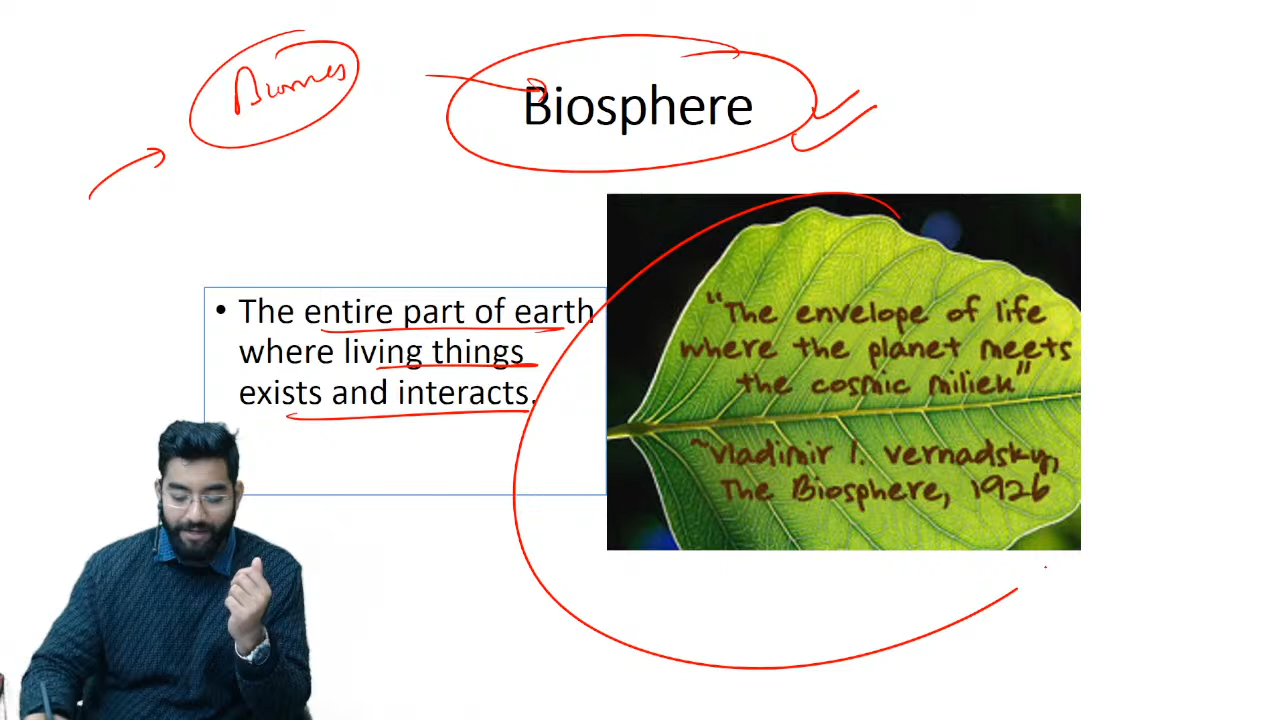 Biomes
Biosphere
• The entire part of earth
where living things
exists and interacts.
"The envelope of life
where the planet meets
the cosmic miliek"
~Vladimir I. Vernadsky,
The Biosphere, 1926